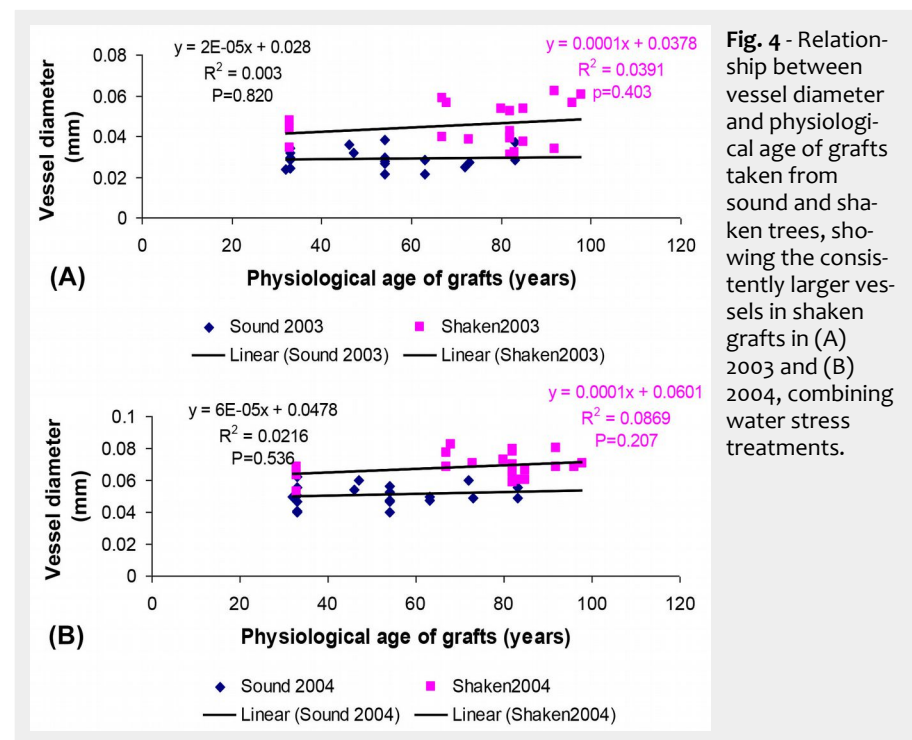 y = 2E-05x + 0.028
R² = 0.003
P=0.820
y = 0.0001x + 0.0378
R² = 0.0391
p=0.403
Vessel diameter
(mm)
0.08
0.06
0.04
0.02
0
0 20 40 60 80 100 120
(A)
Physiological age of grafts (years)
Sound 2003 Shaken2003
Linear (Sound 2003) Linear (Shaken2003)
y = 6E-05x + 0.0478
R² = 0.0216
P=0.536
y = 0.0001x + 0.0601
R² = 0.0869
P=0.207
Vessel diameter
(mm)
0.1
0.08
0.06
0.04
0.02
0
0 20 40 60 80 100 120
(B)
Physiological age of grafts (years)
Sound 2004 Shaken2004
Linear (Sound 2004) Linear (Shaken2004)
Fig. 4 - Relation-
ship between
vessel diameter
and physiologi-
cal age of grafts
taken from
sound and sha-
ken trees, sho-
wing the consis-
tently larger ves-
sels in shaken
grafts in (A)
2003 and (B)
2004, combining
water stress
treatments.